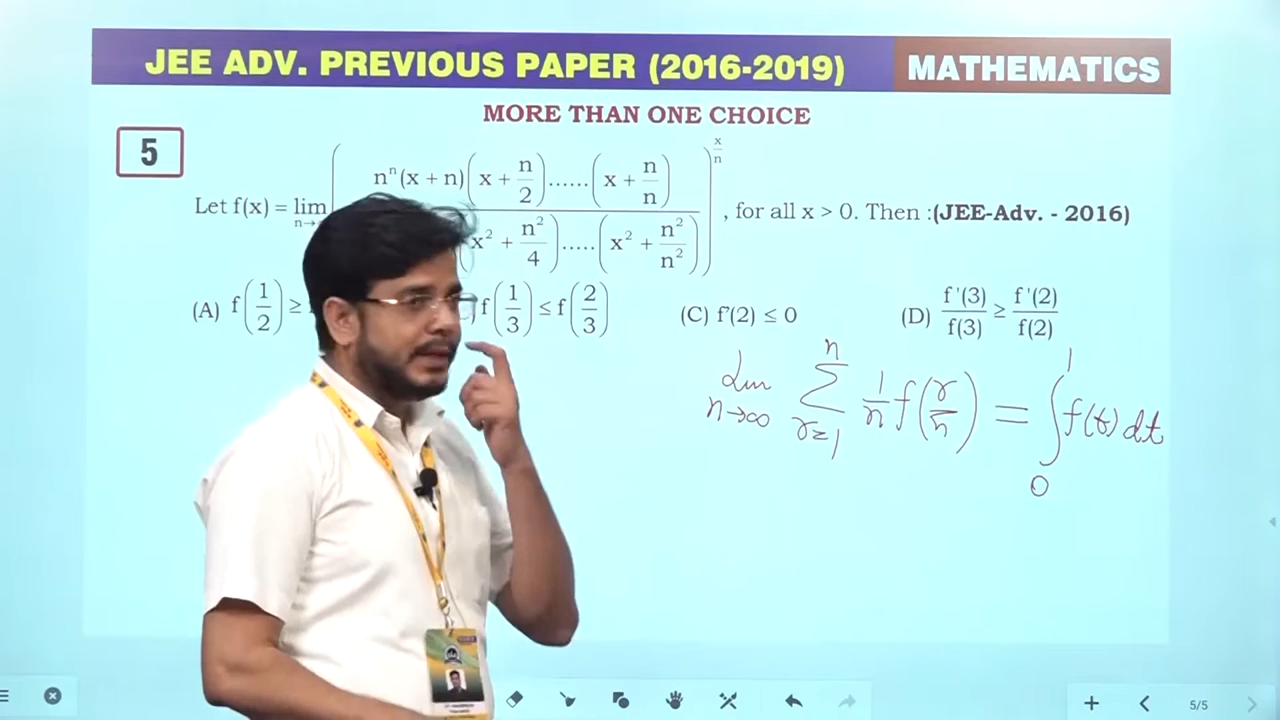 JEE ADV. PREVIOUS PAPER (2016-2019) MATHEMATICS
MORE THAN ONE CHOICE
5
Let f(x) = lim n→ ( n^n (x + n) (x + n/2) ...... (x + n/n) / (x² + n²/4) ..... (x² + n²/n²) )^(x/n) , for all x > 0. Then :(JEE-Adv. - 2016)
(A) f(1/2) ≥ f(1/3) ≤ f(2/3) (C) f'(2) ≤ 0 (D) f'(3)/f(3) ≥ f'(2)/f(2)
Lim n→∞ n Σ r=1 1/n f(r/n) = ∫ 0 1 f(t) dt
5/5